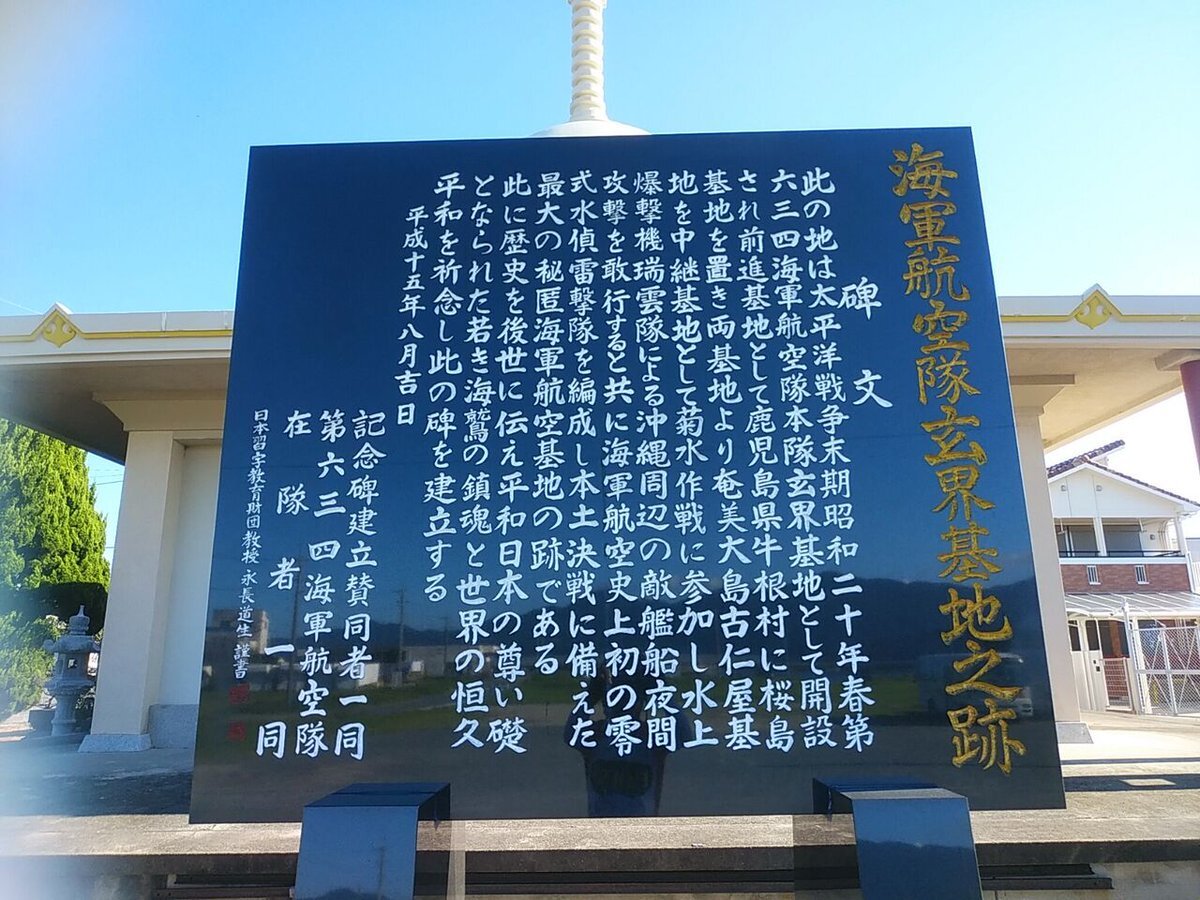 海軍航空隊玄界基地之跡
碑文
此の地は太平洋戦争末期昭和二十年春第
六三四海軍航空隊本隊玄界基地として開設
され前進基地として鹿児島県牛根村に桜島
基地を置き両基地より奄美大島古仁屋基
地を中継基地として菊水作戦に参加し水上
爆撃機瑞雲隊による沖縄周辺の敵艦船夜間
攻撃を敢行すると共に海軍航空史上初の零
式水偵雷撃隊を編成し本土決戦に備えた
最大の秘匿海軍航空基地の跡である
此に歴史を後世に伝え平和日本の尊い礎
となられた若き海鷲の鎮魂と世界の恒久
平和を祈念し此の碑を建立する
平成十五年八月吉日
記念碑建立賛同者一同
第六三四海軍航空隊
在隊者一同
日本習字教育財団教授 永長道生 謹書